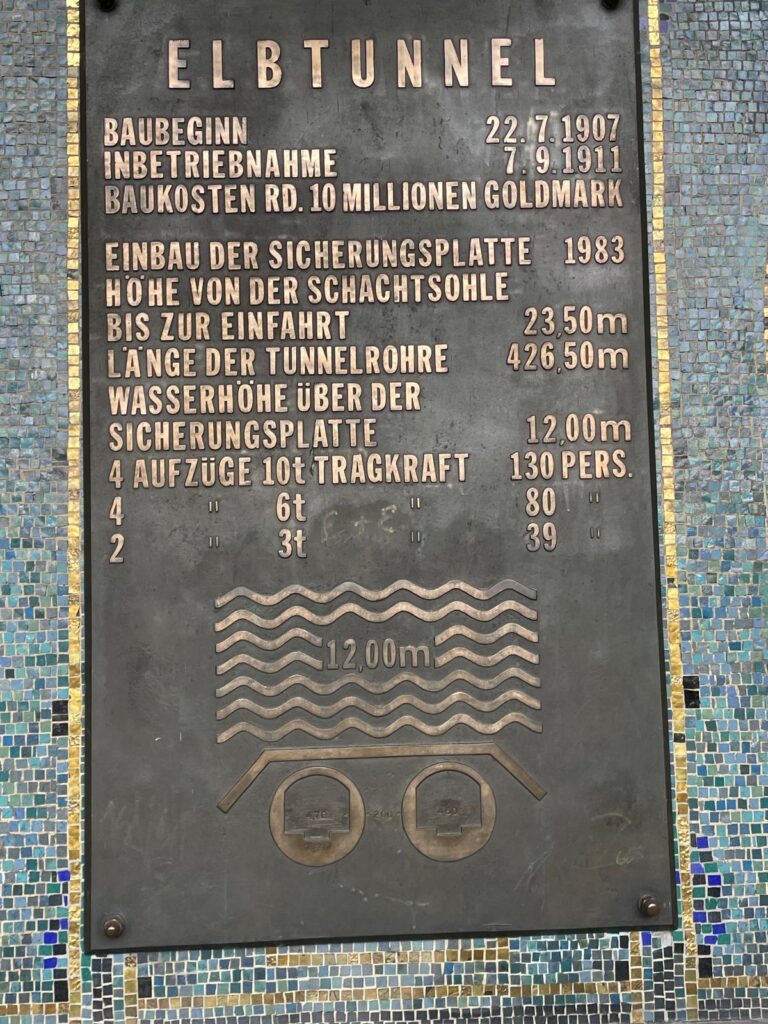 ELBTUNNEL
BAUBEGINN 22.7.1907
INBETRIEBNAHME 7.9.1911
BAUKOSTEN RD. 10 MILLIONEN GOLDMARK
EINBAU DER SICHERUNGSPLATTE 1983
HÖHE VON DER SCHACHTSOHLE
BIS ZUR EINFAHRT 23,50m
LÄNGE DER TUNNELROHRE 426,50m
WASSERHÖHE ÜBER DER
SICHERUNGSPLATTE 12,00m
4 AUFZÜGE 10t TRAGKRAFT 130 PERS.
4 " 6t " 80 "
2 " 3t " 39 "
12,00m